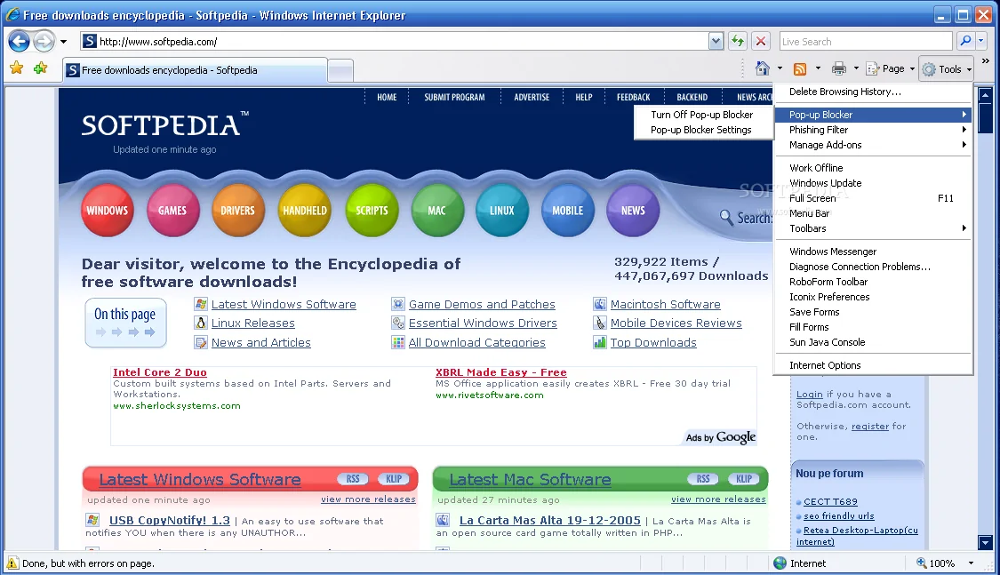 Free downloads encyclopedia - Softpedia - Windows Internet Explorer
http://www.softpedia.com/
Live Search
Free downloads encyclopedia - Softpedia
Page
Tools
HOME
SUBMIT PROGRAM
ADVERTISE
HELP
FEEDBACK
BACKEND
NEWS ARC
SOFTPEDIA™
Updated one minute ago
Delete Browsing History...
Pop-up Blocker
Phishing Filter
Manage Add-ons
Work Offline
Windows Update
Full Screen F11
Menu Bar
Toolbars
Windows Messenger
Diagnose Connection Problems...
RoboForm Toolbar
Iconix Preferences
Save Forms
Fill Forms
Sun Java Console
Internet Options
Turn Off Pop-up Blocker
Pop-up Blocker Settings
WINDOWS
GAMES
DRIVERS
HANDHELD
SCRIPTS
MAC
LINUX
MOBILE
NEWS
SOFTPEDIA
Search:
Dear visitor, welcome to the Encyclopedia of
free software downloads!
329,922 Items /
447,067,697 Downloads
On this page
Latest Windows Software
Game Demos and Patches
Macintosh Software
Linux Releases
Essential Windows Drivers
Mobile Devices Reviews
News and Articles
All Download Categories
Top Downloads
Intel Core 2 Duo
Custom built systems based on Intel Parts. Servers and
Workstations.
www.sherlocksystems.com
XBRL Made Easy - Free
MS Office application easily creates XBRL - Free 30 day trial
www.rivetsoftware.com
Ads by Google
Login if you have a
Softpedia.com account.
Otherwise, register for
one.
Nou pe forum
CECT T689
seo friendly urls
Retea Desktop-Laptop(cu
internet)
Latest Windows Software
RSS
KLIP
updated one minute ago
view more releases
USB CopyNotify! 1.3 | An easy to use software that
notifies YOU when there is any UNAUTHOR...
Latest Mac Software
RSS
KLIP
updated 27 minutes ago
view more releases
La Carta Mas Alta 19-12-2005 | La Carta Mas Alta is
an open source card game totally written in PHP...
Done, but with errors on page.
Internet
100%